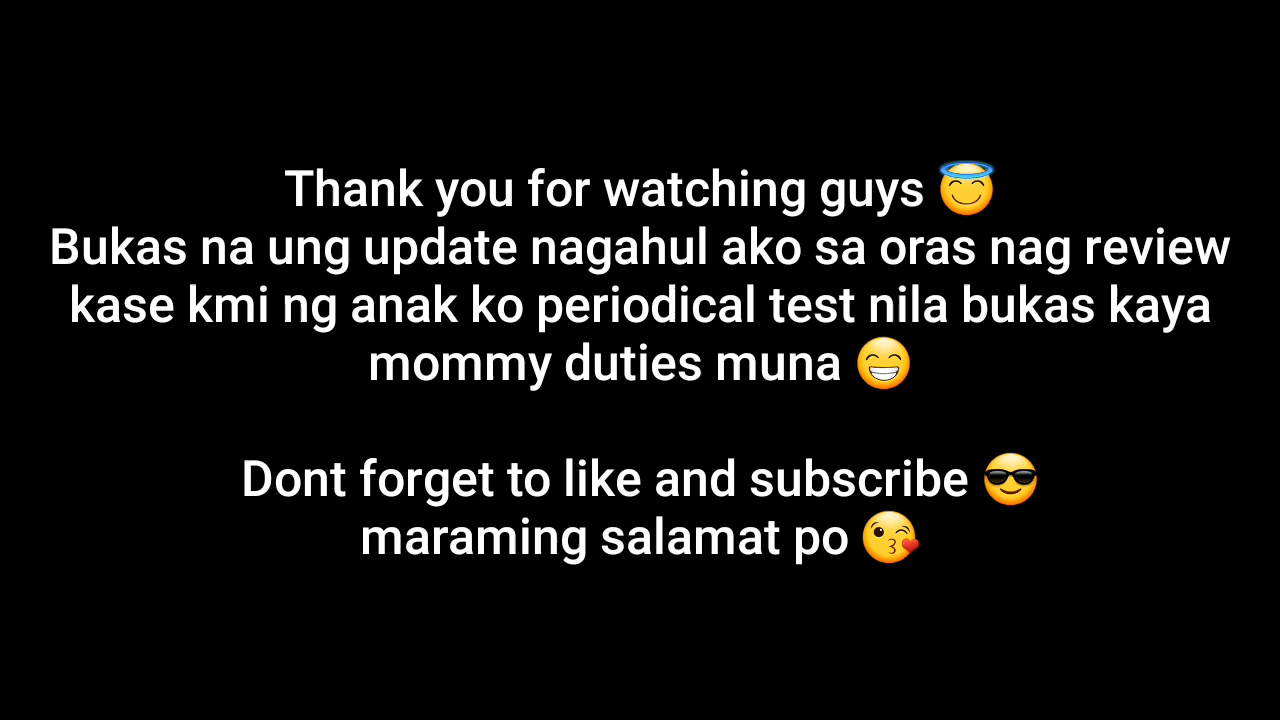 Thank you for watching guys 😇
Bukas na ung update nagahul ako sa oras nag review
kase kmi ng anak ko periodical test nila bukas kaya
mommy duties muna 😁
Dont forget to like and subscribe 😎
maraming salamat po 😘